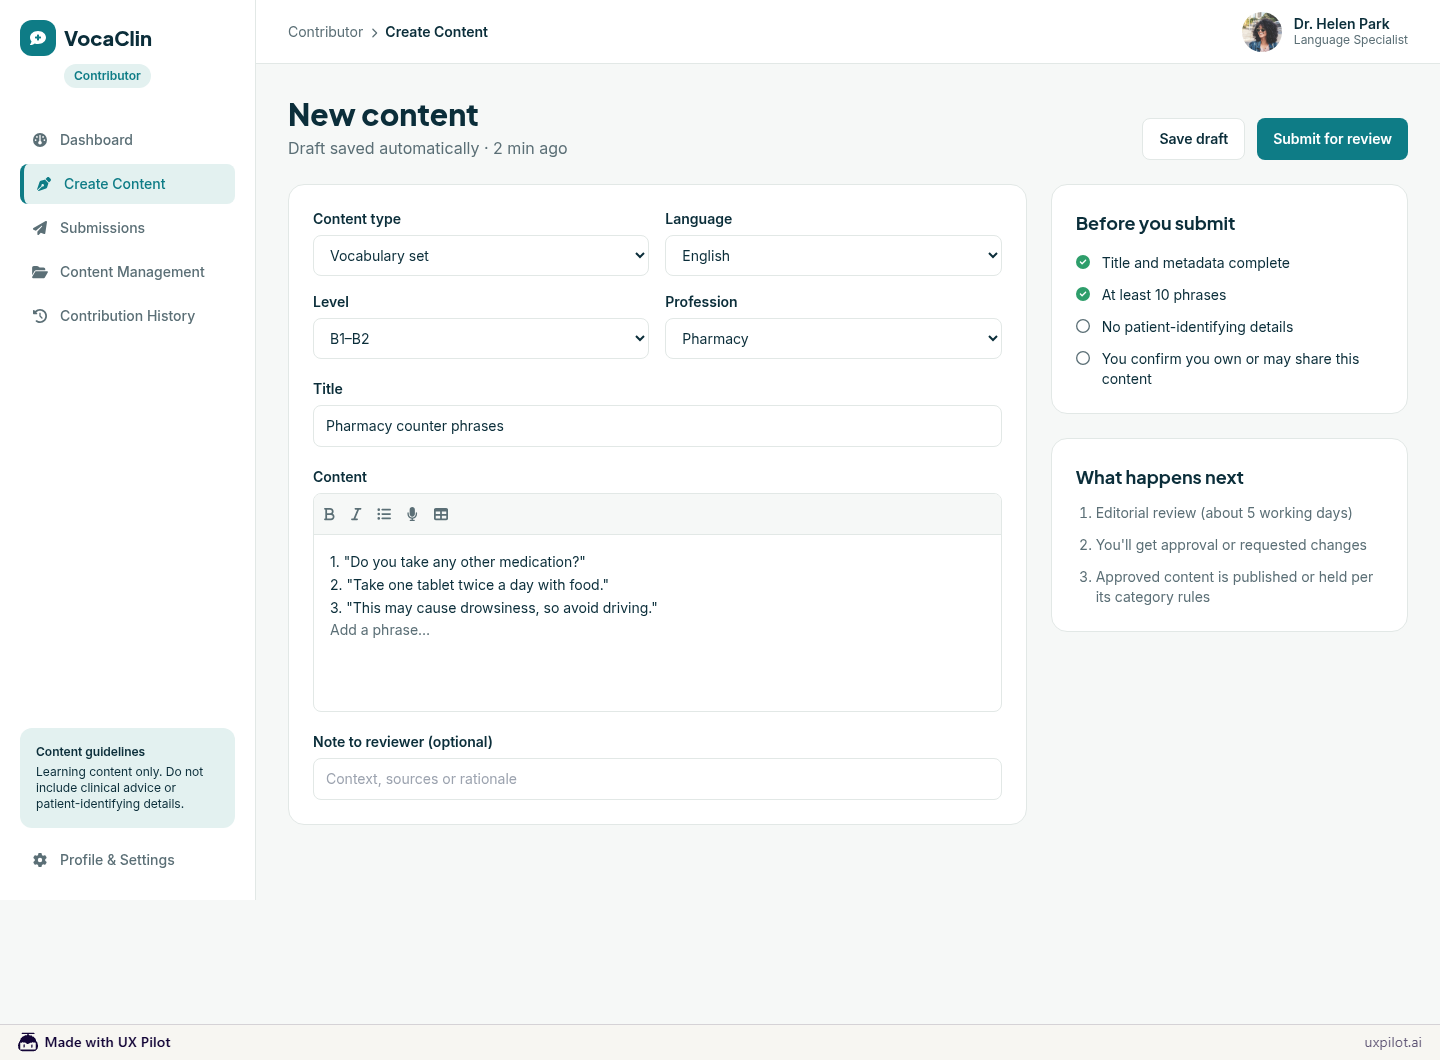 VocaClin
Contributor
Dashboard
Create Content
Submissions
Content Management
Contribution History
Content guidelines
Learning content only. Do not
include clinical advice or
patient-identifying details.
Profile & Settings
Contributor > Create Content
Dr. Helen Park
Language Specialist
New content
Draft saved automatically · 2 min ago
Save draft
Submit for review
Content type
Vocabulary set
Language
English
Level
B1–B2
Profession
Pharmacy
Title
Pharmacy counter phrases
Content
1. "Do you take any other medication?"
2. "Take one tablet twice a day with food."
3. "This may cause drowsiness, so avoid driving."
Add a phrase...
Note to reviewer (optional)
Context, sources or rationale
Before you submit
Title and metadata complete
At least 10 phrases
No patient-identifying details
You confirm you own or may share this
content
What happens next
1. Editorial review (about 5 working days)
2. You'll get approval or requested changes
3. Approved content is published or held per
its category rules
Made with UX Pilot
uxpilot.ai